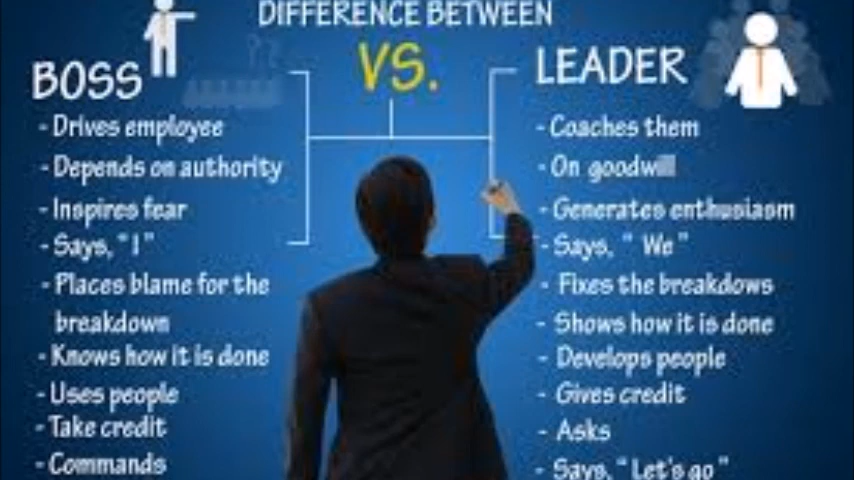 DIFFERENCE BETWEEN
VS.
BOSS
- Drives employee
- Depends on authority
- Inspires fear
- Says, "I"
- Places blame for the
breakdown
- Knows how it is done
- Uses people
- Take credit
- Commands
LEADER
- Coaches them
- On goodwill
- Generates enthusiasm
- Says, " We "
- Fixes the breakdowns
- Shows how it is done
- Develops people
- Gives credit
- Asks
- Says, " Let's go "